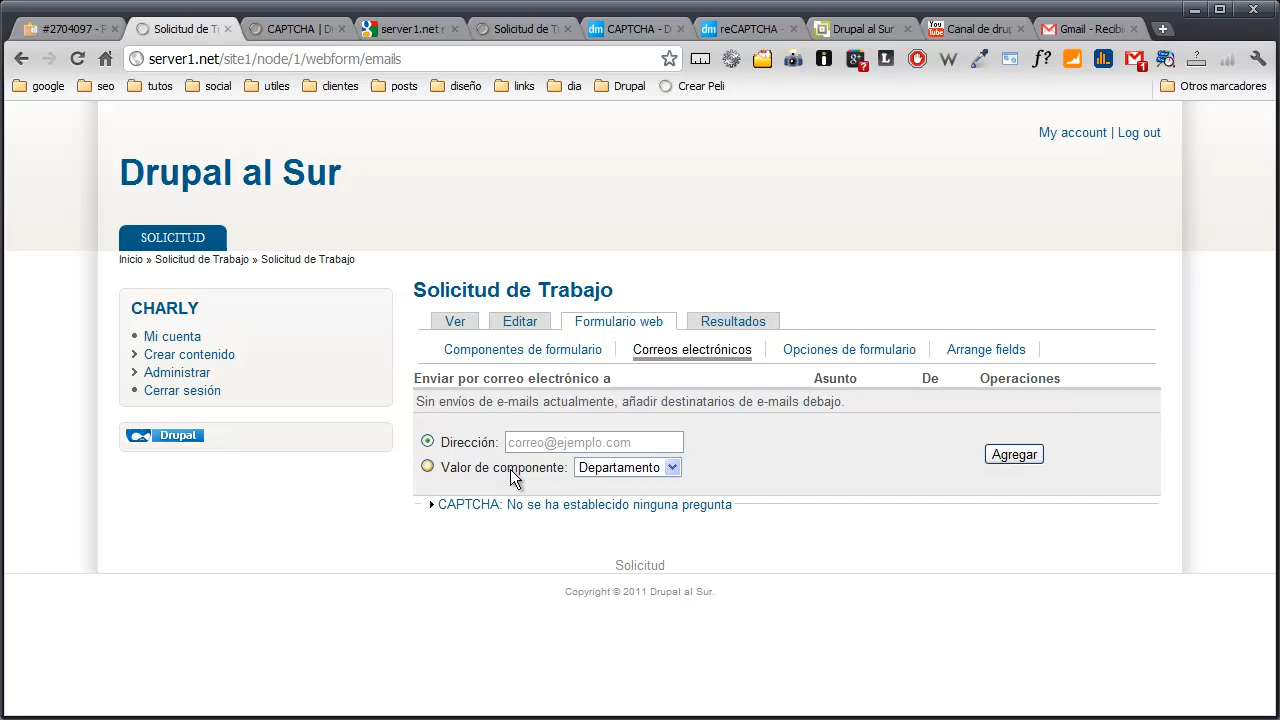 #2704097 - F
Solicitud de T
CAPTCHA | D
server1.net
Solicitud de T
CAPTCHA - D
reCAPTCHA -
Drupal al Sur
Canal de drup
Gmail - Recibi
server1.net/site1/node/1/webform/emails
google
seo
tutos
social
utiles
clientes
posts
diseño
links
dia
Drupal
Crear Peli
Otros marcadores
My account | Log out
Drupal al Sur
SOLICITUD
Inicio » Solicitud de Trabajo » Solicitud de Trabajo
CHARLY
Mi cuenta
Crear contenido
Administrar
Cerrar sesión
Drupal
Solicitud de Trabajo
Ver
Editar
Formulario web
Resultados
Componentes de formulario
Correos electrónicos
Opciones de formulario
Arrange fields
Enviar por correo electrónico a
Asunto
De
Operaciones
Sin envíos de e-mails actualmente, añadir destinatarios de e-mails debajo.
Dirección:
correo@ejemplo.com
Valor de componente:
Departamento
Agregar
CAPTCHA: No se ha establecido ninguna pregunta
Solicitud
Copyright © 2011 Drupal al Sur.